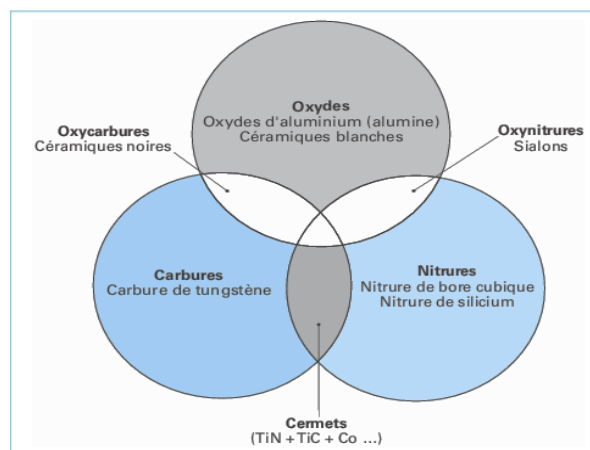 Oxydes
Oxydes d'aluminium (alumine)
Céramiques blanches
Oxycarbures
Céramiques noires
Oxynitrures
Sialons
Carbures
Carbure de tungstène
Nitrures
Nitrure de bore cubique
Nitrure de silicium
Cermets
(TiN + TiC + Co ...)